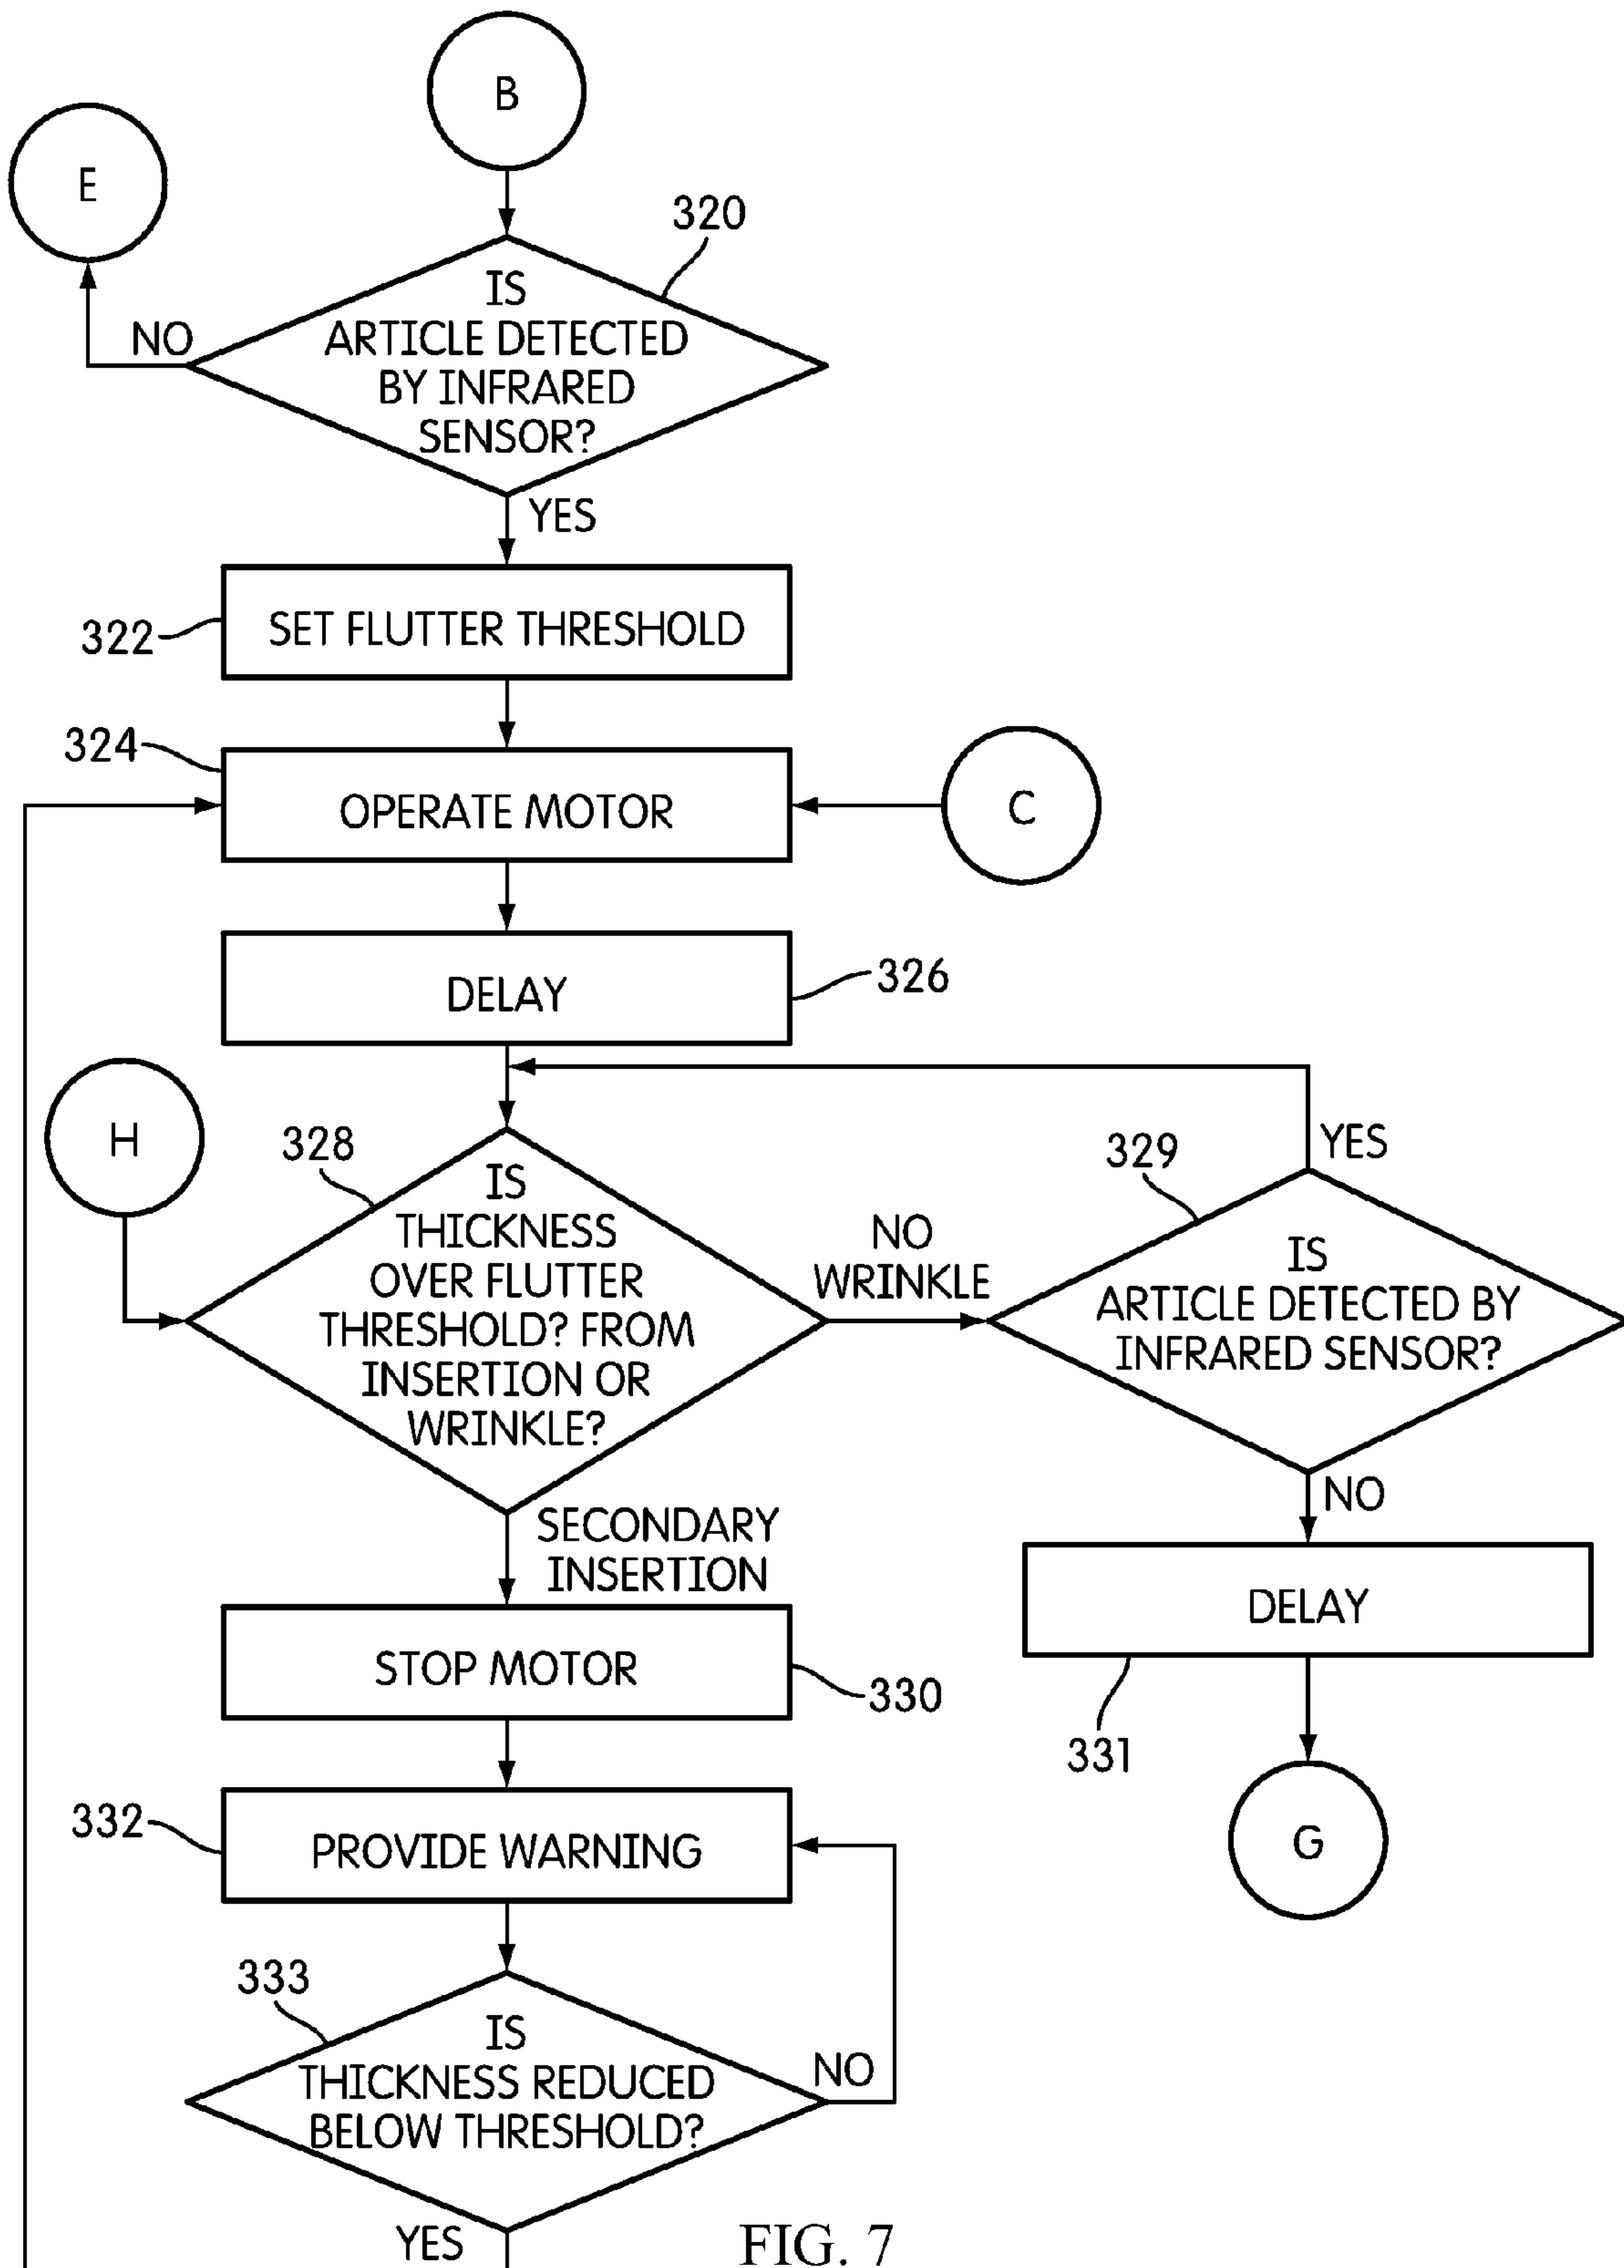 B
E
320
IS
ARTICLE DETECTED
BY INFRARED
SENSOR?
NO
YES
322
SET FLUTTER THRESHOLD
324
OPERATE MOTOR
C
DELAY
326
H
328
IS
THICKNESS
OVER FLUTTER
THRESHOLD? FROM
INSERTION OR
WRINKLE?
NO
WRINKLE
329
YES
IS
ARTICLE DETECTED BY
INFRARED SENSOR?
NO
SECONDARY
INSERTION
DELAY
331
G
STOP MOTOR
330
332
PROVIDE WARNING
333
IS
THICKNESS REDUCED
BELOW THRESHOLD?
NO
YES
FIG. 7